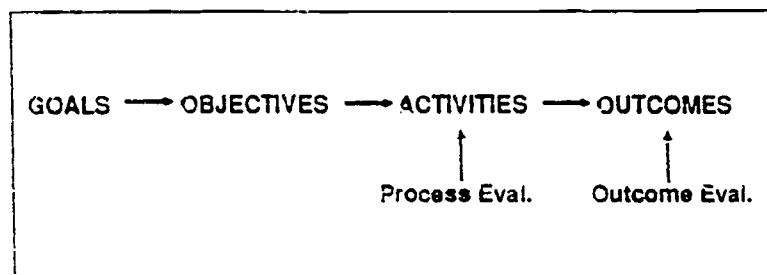 GOALS OBJECTIVES ACTIVITIES OUTCOMES
Process Eval. Outcome Eval.